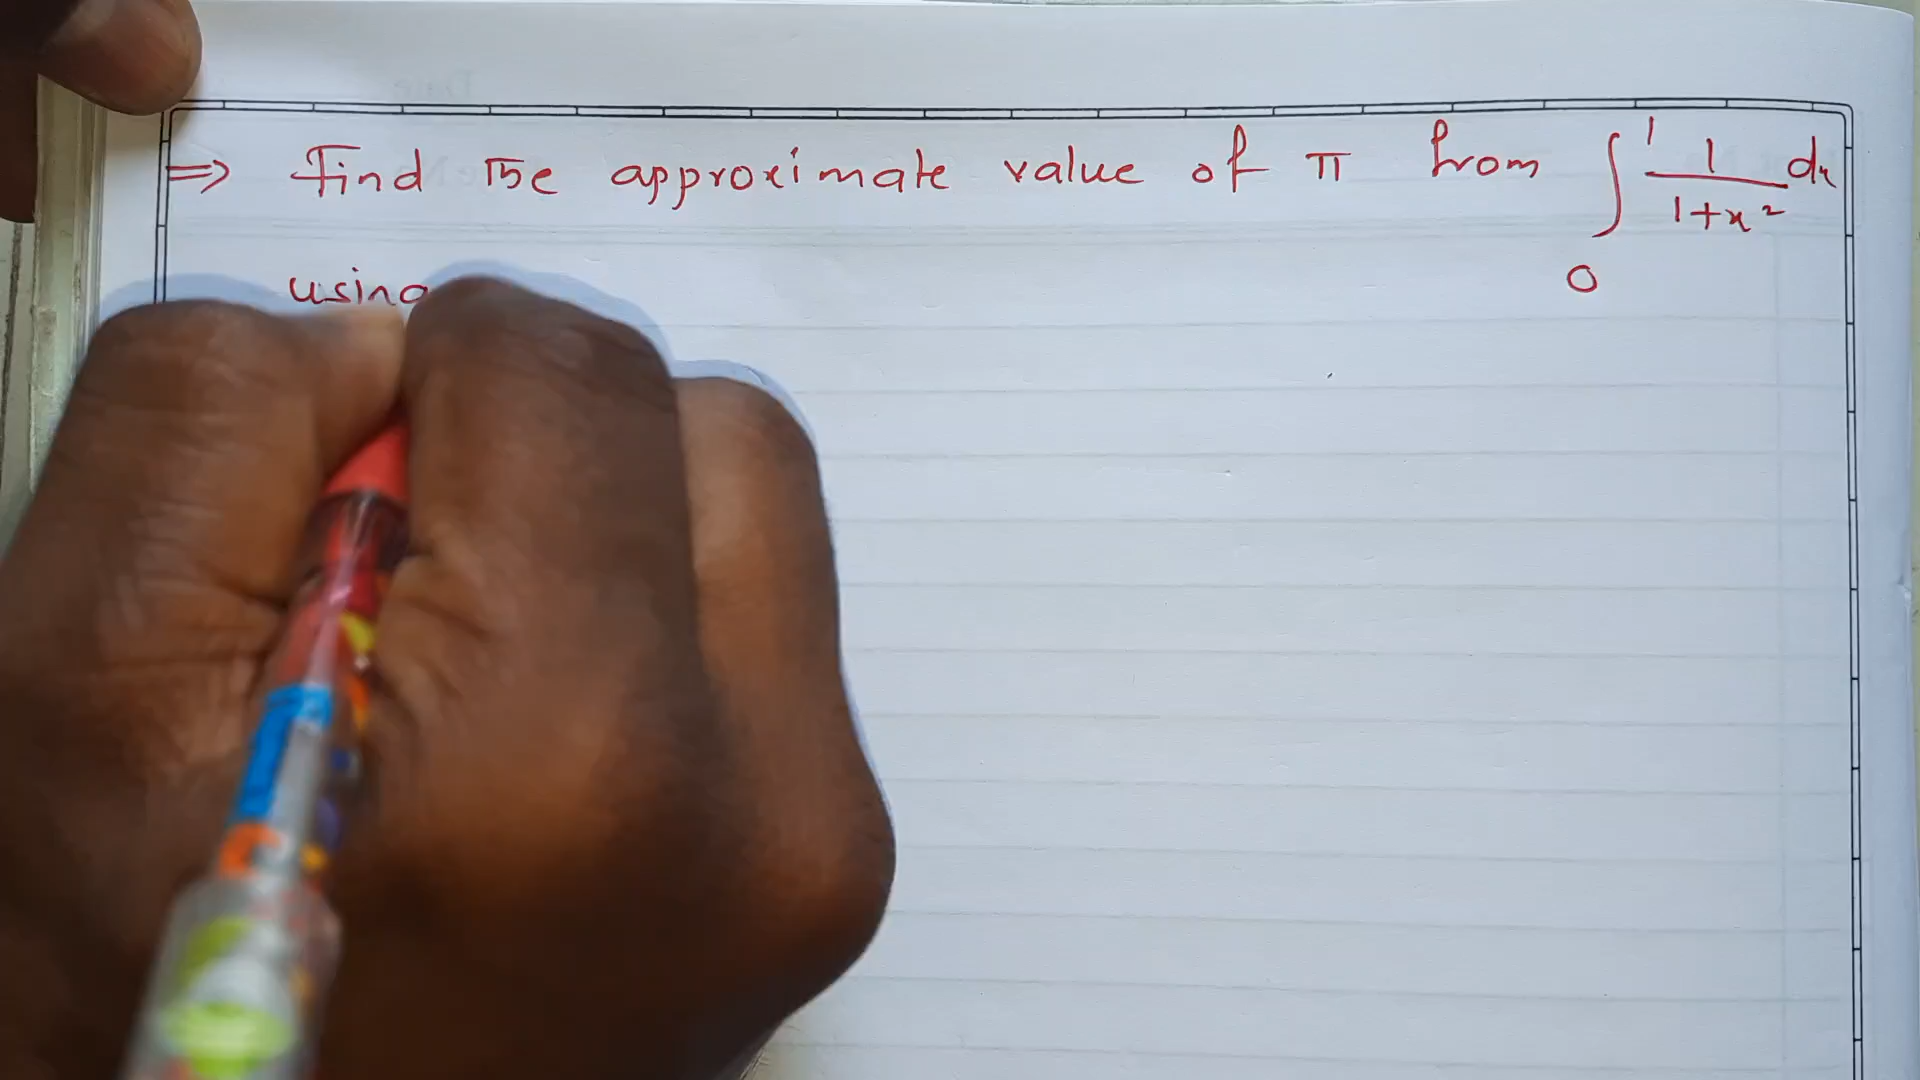 ⇒ Find the approximate value of π from ∫₀¹ 1/(1+x²) dx
using